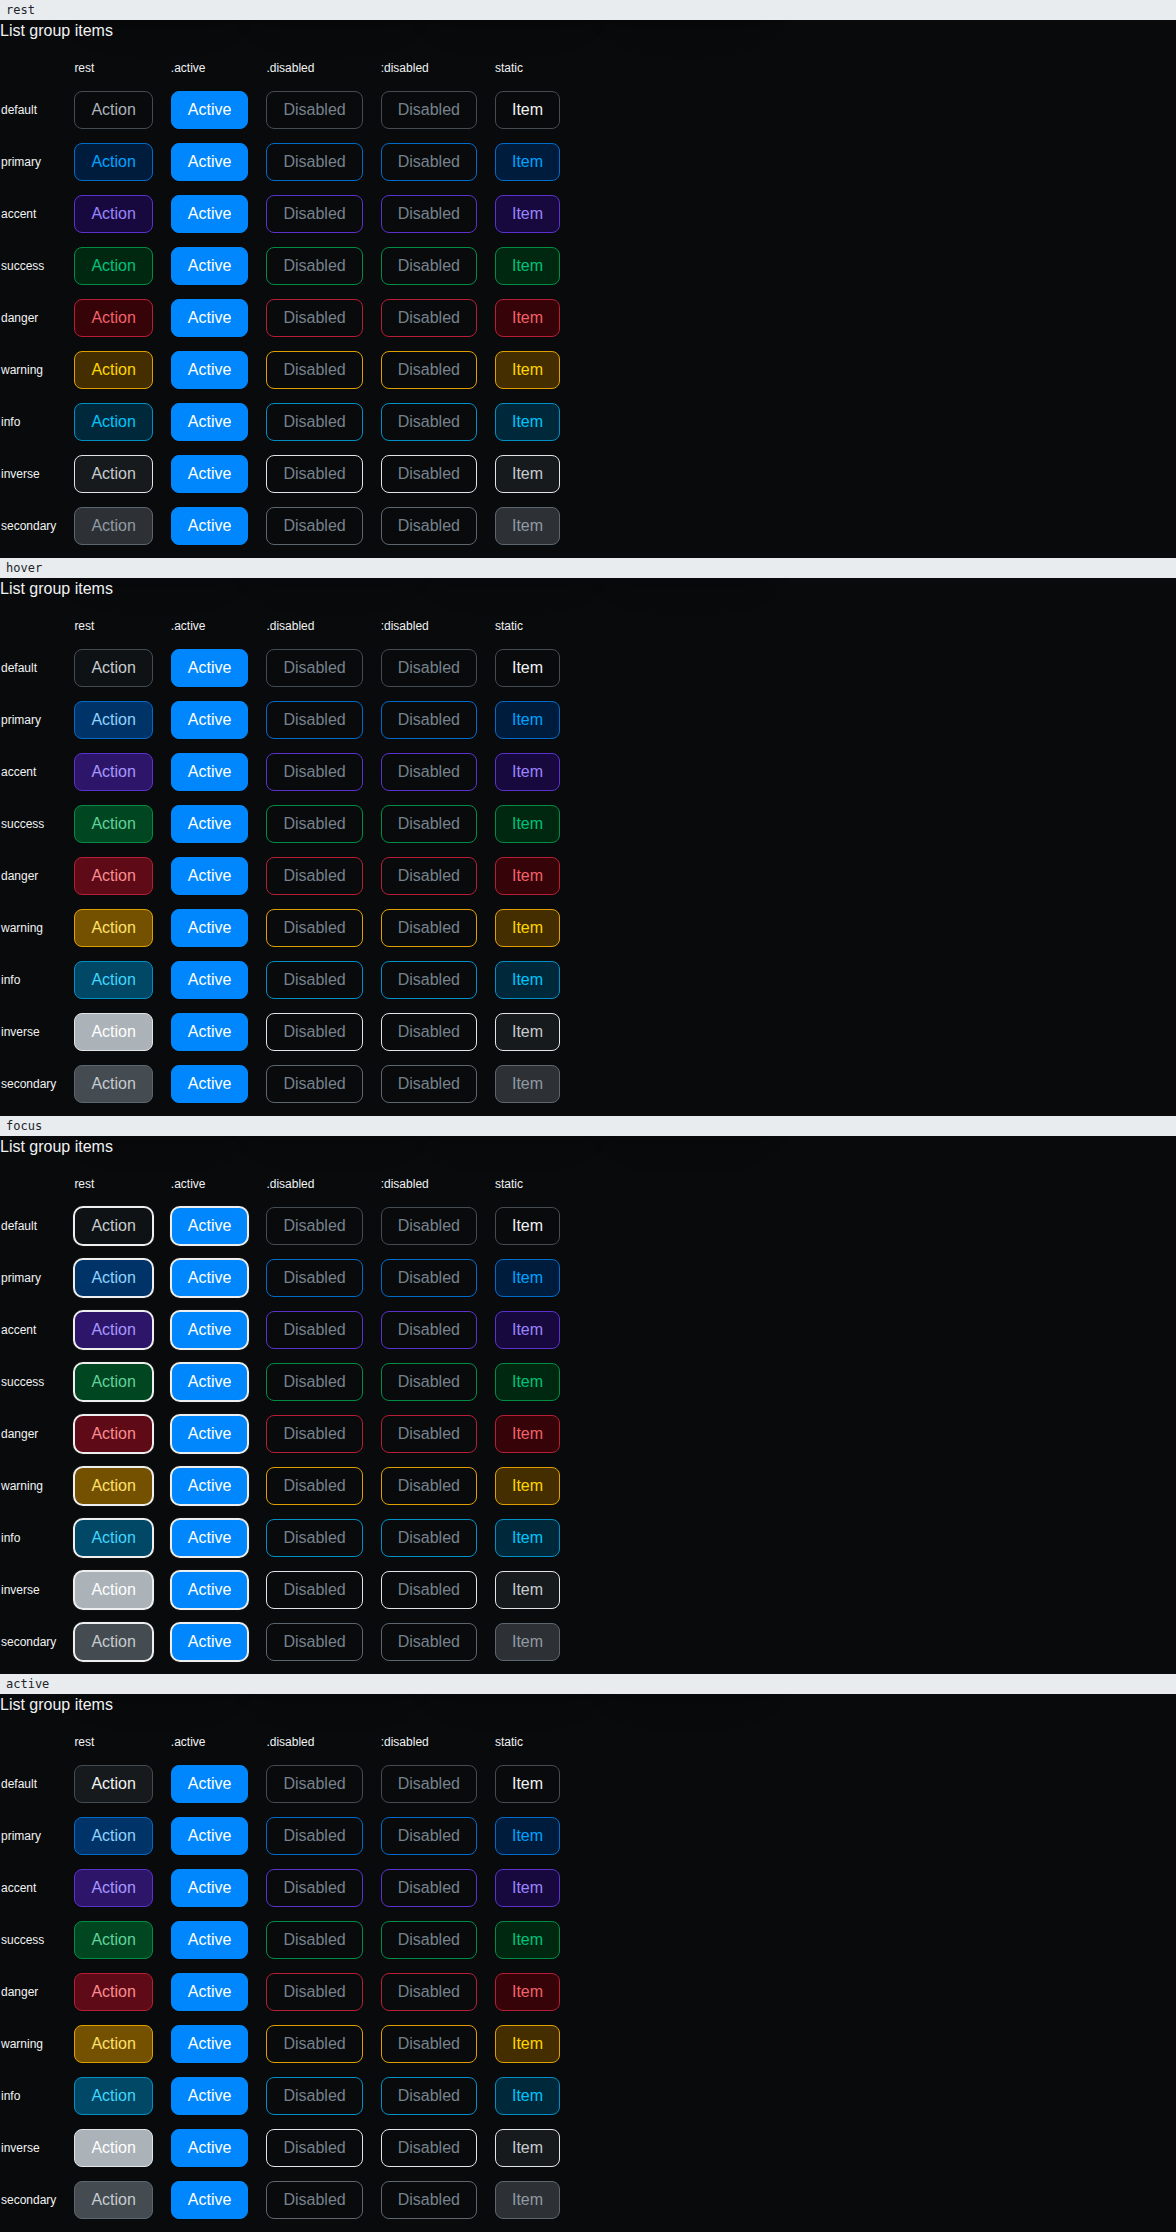 rest
List group items
rest .active .disabled :disabled static
default Action Active Disabled Disabled Item
primary Action Active Disabled Disabled Item
accent Action Active Disabled Disabled Item
success Action Active Disabled Disabled Item
danger Action Active Disabled Disabled Item
warning Action Active Disabled Disabled Item
info Action Active Disabled Disabled Item
inverse Action Active Disabled Disabled Item
secondary Action Active Disabled Disabled Item
hover
List group items
rest .active .disabled :disabled static
default Action Active Disabled Disabled Item
primary Action Active Disabled Disabled Item
accent Action Active Disabled Disabled Item
success Action Active Disabled Disabled Item
danger Action Active Disabled Disabled Item
warning Action Active Disabled Disabled Item
info Action Active Disabled Disabled Item
inverse Action Active Disabled Disabled Item
secondary Action Active Disabled Disabled Item
focus
List group items
rest .active .disabled :disabled static
default Action Active Disabled Disabled Item
primary Action Active Disabled Disabled Item
accent Action Active Disabled Disabled Item
success Action Active Disabled Disabled Item
danger Action Active Disabled Disabled Item
warning Action Active Disabled Disabled Item
info Action Active Disabled Disabled Item
inverse Action Active Disabled Disabled Item
secondary Action Active Disabled Disabled Item
active
List group items
rest .active .disabled :disabled static
default Action Active Disabled Disabled Item
primary Action Active Disabled Disabled Item
accent Action Active Disabled Disabled Item
success Action Active Disabled Disabled Item
danger Action Active Disabled Disabled Item
warning Action Active Disabled Disabled Item
info Action Active Disabled Disabled Item
inverse Action Active Disabled Disabled Item
secondary Action Active Disabled Disabled Item